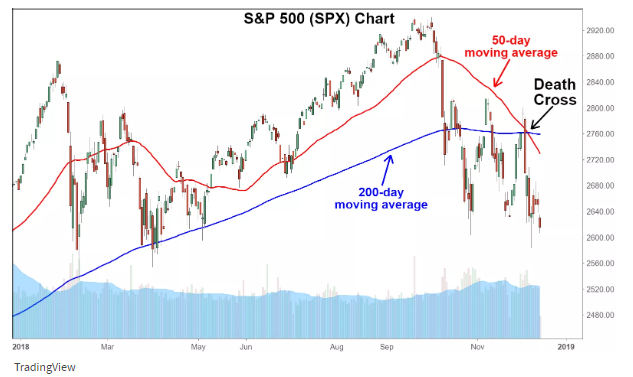 S&P 500 (SPX) Chart
2920.00
50-day
moving average
2880.00
2840.00
Death
Cross
2800.00
2760.00
2720.00
200-day
moving average
2680.00
2640.00
2600.00
2560.00
2520.00
2480.00
2018
Mar
May
Jun
Aug
Sep
Nov
2019
TradingView